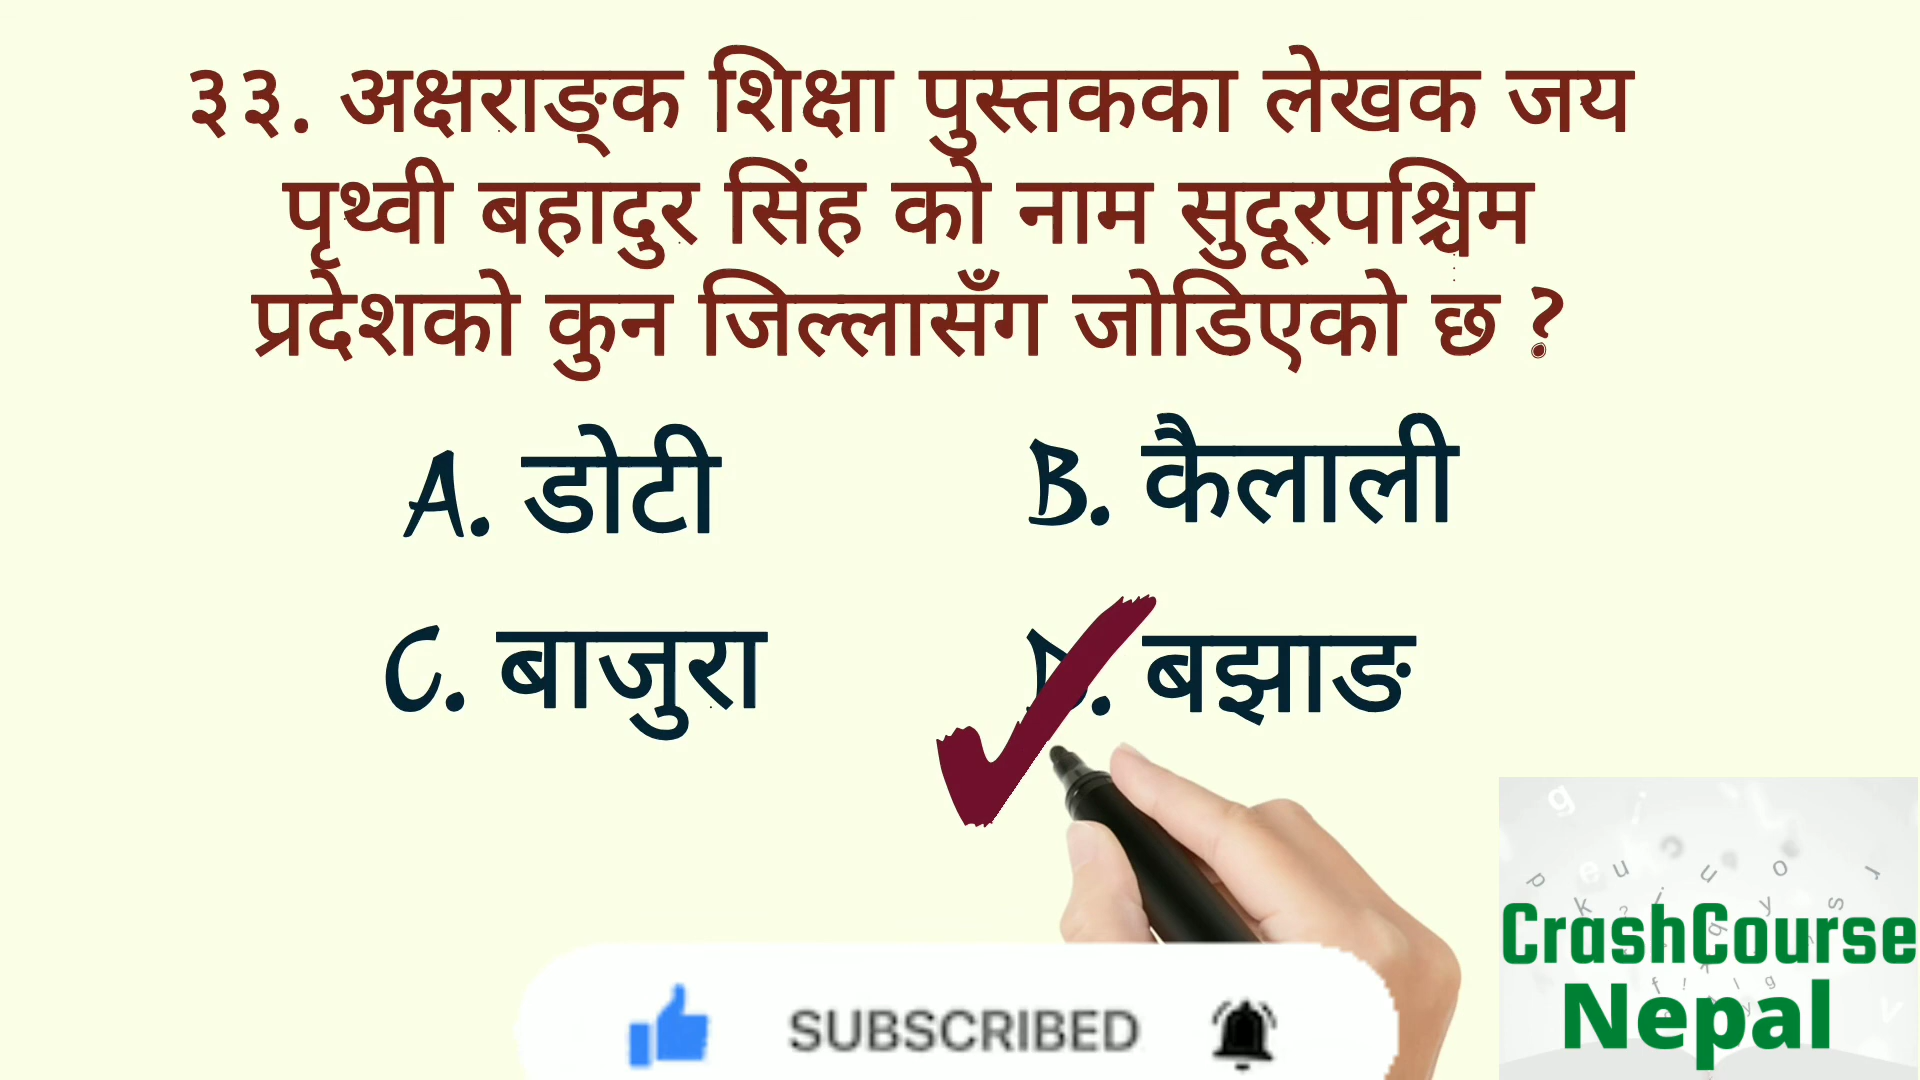 ३३. अक्षराङ्क शिक्षा पुस्तकका लेखक जय
पृथ्वी बहादुर सिंह को नाम सुदूरपश्चिम
प्रदेशको कुन जिल्लासँग जोडिएको छ ?
A. डोटी
B. कैलाली
C. बाजुरा
D. बझाङ
SUBSCRIBED
CrashCourse
Nepal